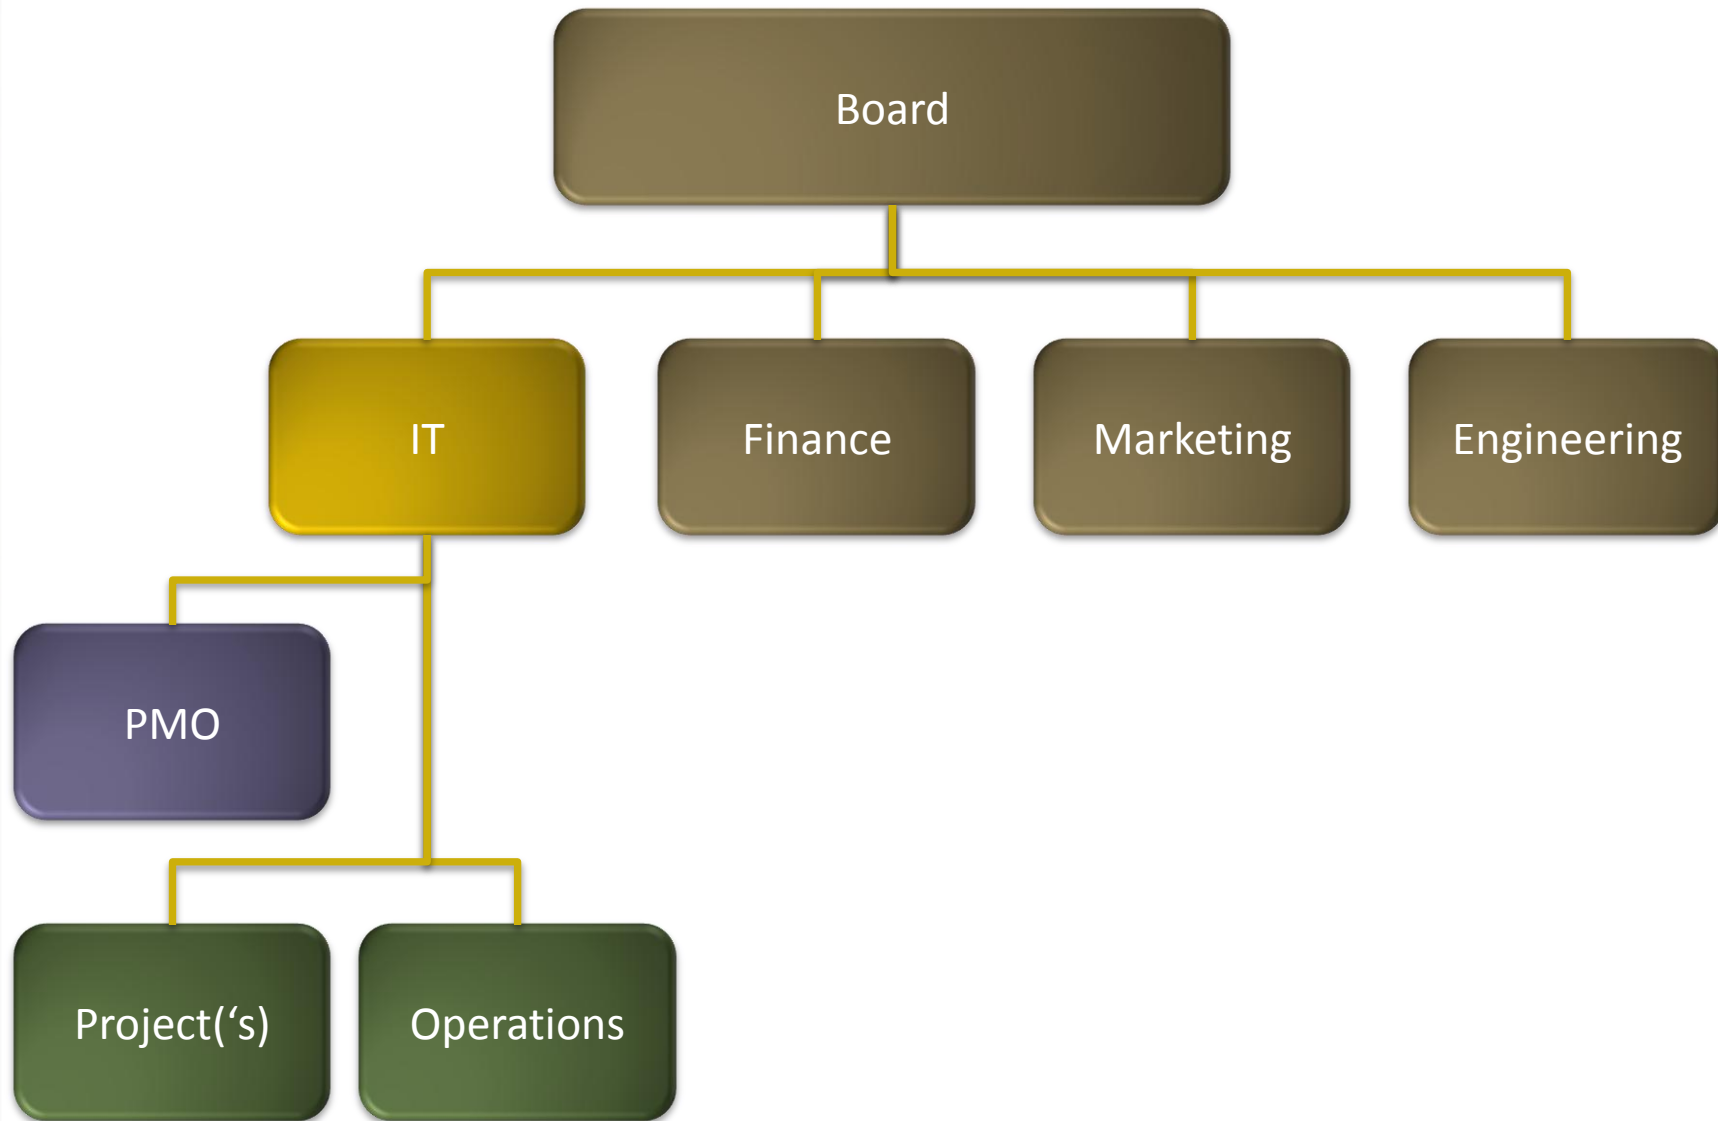 Board
IT
Finance
Marketing
Engineering
PMO
Project(‘s)
Operations